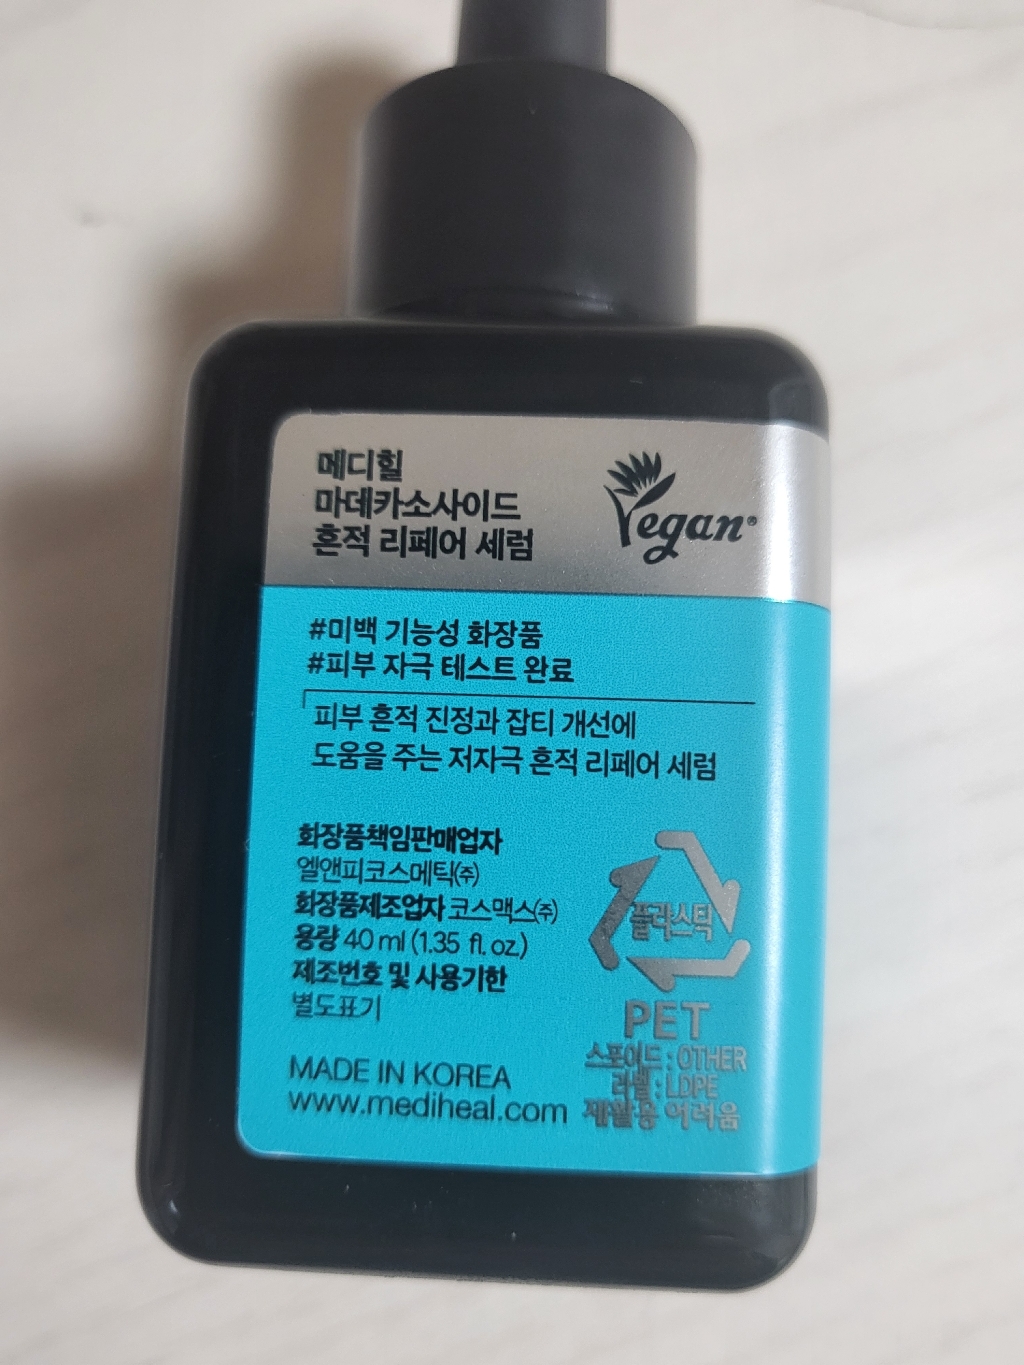 메디힐
마데카소사이드
흔적 리페어 세럼
Vegan®
#미백 기능성 화장품
#피부 자극 테스트 완료
피부 흔적 진정과 잡티 개선에
도움을 주는 저자극 흔적 리페어 세럼
화장품책임판매업자
엘앤피코스메틱㈜
화장품제조업자 코스맥스㈜
용량 40 ml (1.35 fl. oz.)
제조번호 및 사용기한
별도표기
MADE IN KOREA
www.mediheal.com
플라스틱
PET
스포이드 : OTHER
라벨 : LDPE
재활용 어려움